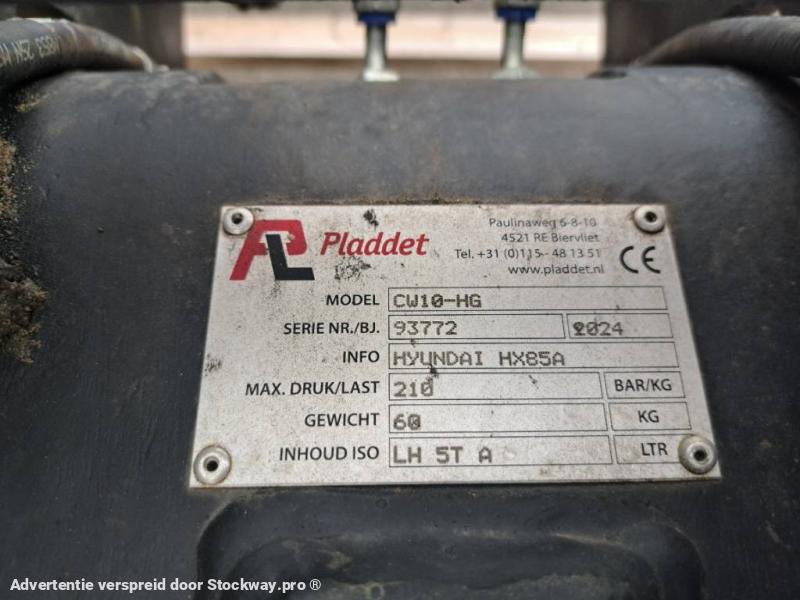 PL Pladdet
Paulinaweg 6-8-10
4521 RE Biervliet
Tel. +31 (0)115 - 48 13 51
www.pladdet.nl
CE
MODEL CW10-HG
SERIE NR./BJ. 93772 2024
INFO HYUNDAI HX85A
MAX. DRUK/LAST 210 BAR/KG
GEWICHT 60 KG
INHOUD ISO LH 5T A LTR
Advertentie verspreid door Stockway.pro ®